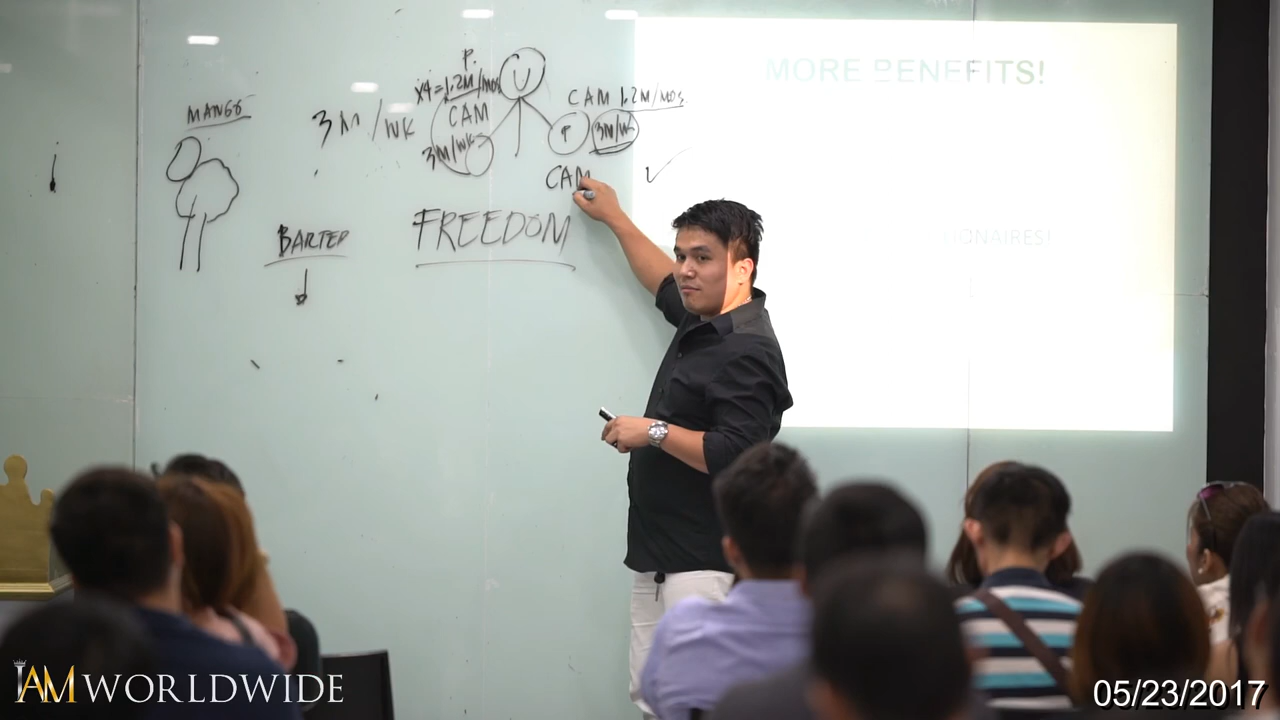 MORE BENEFITS!
P.
X4=1.2M/MOS
U
CAM
3M/WK
CAM 1.2M/MOS.
P
3M/WK
CAM
MANGO
3M/WK
BARTER
FREEDOM
IONAIRES!
IAM WORLDWIDE
05/23/2017